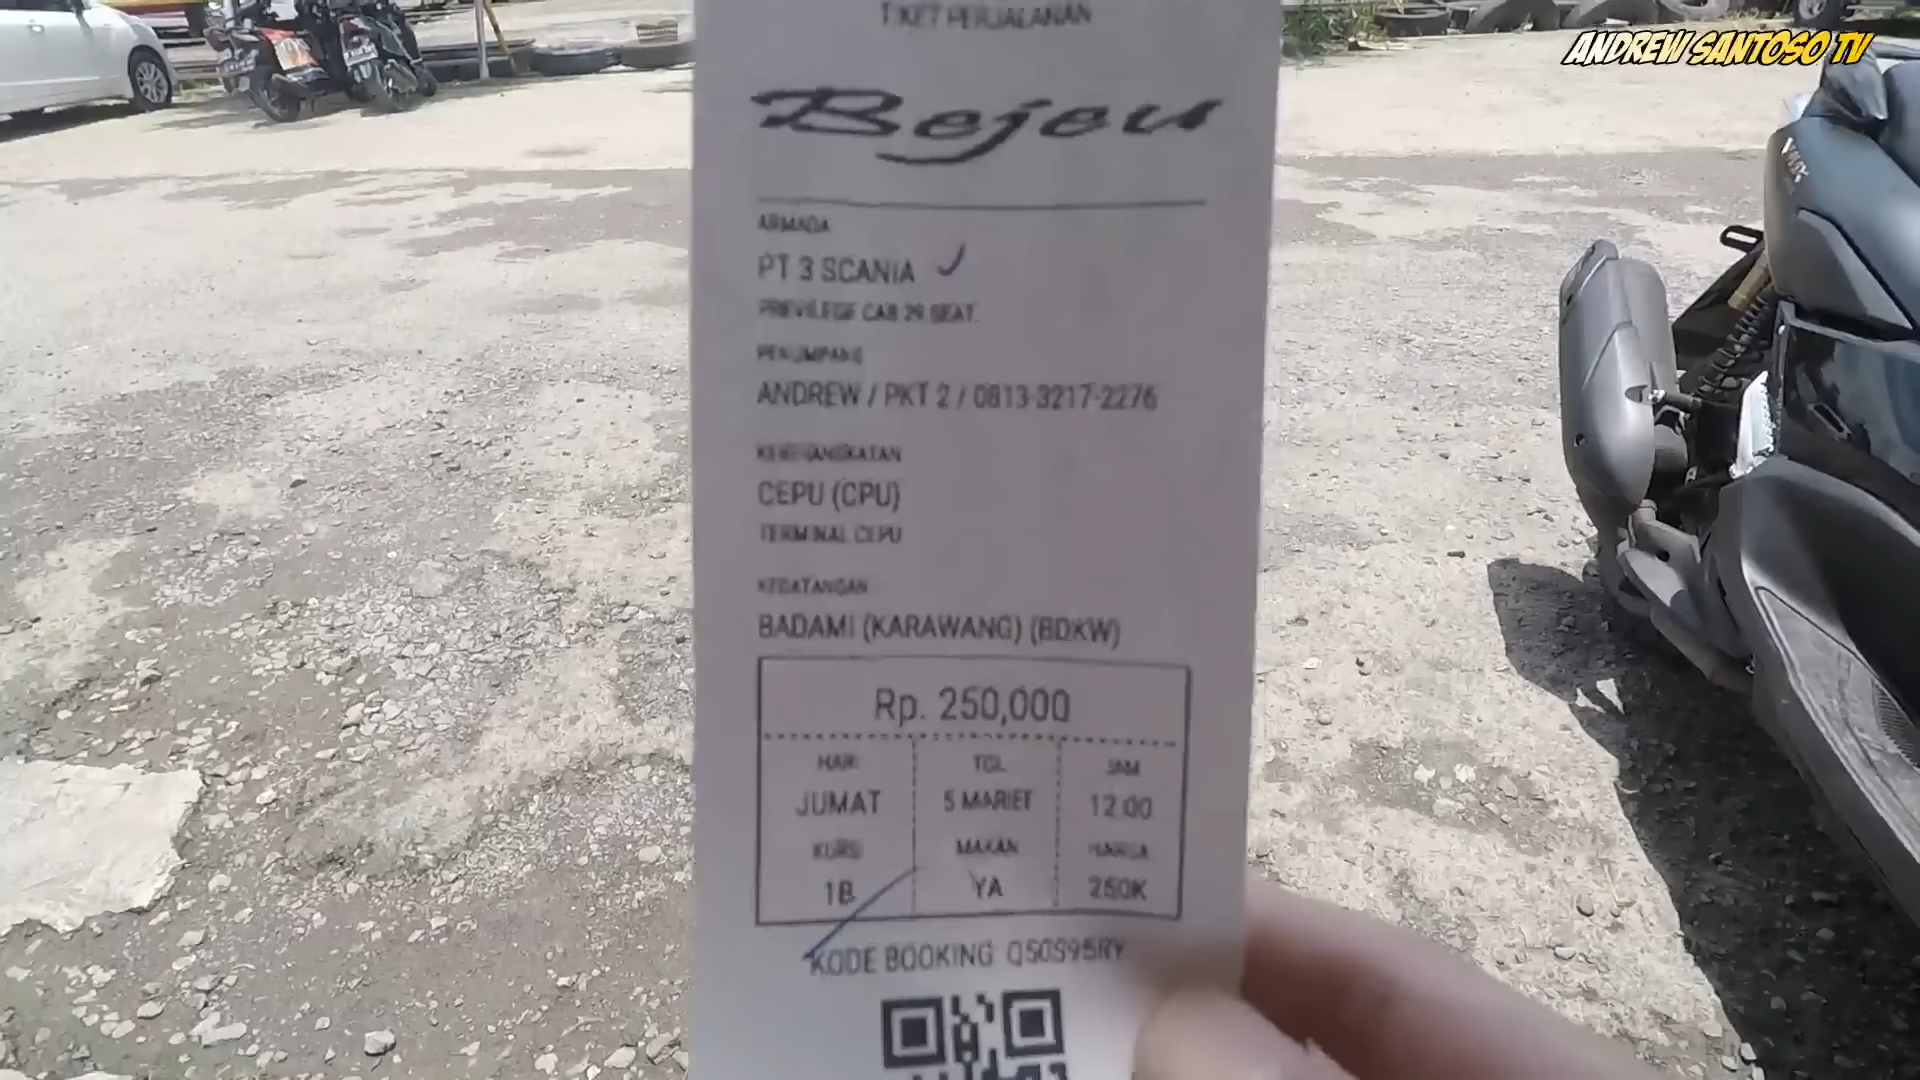 ANDREW SANTOSO TV
TIKET PERJALANAN
Bejeu
ARMADA
PT 3 SCANIA
PREVILEGE CAB 29 SEAT.
PENUMPANG
ANDREW / PKT 2 / 0813-3217-2276
KEBERANGKATAN
CEPU (CPU)
TERMINAL CEPU
KEDATANGAN
BADAMI (KARAWANG) (BDKW)
Rp. 250,000
HARI TGL JAM
JUMAT 5 MARET 12:00
KURSI MAKAN HARGA
1B YA 250K
KODE BOOKING